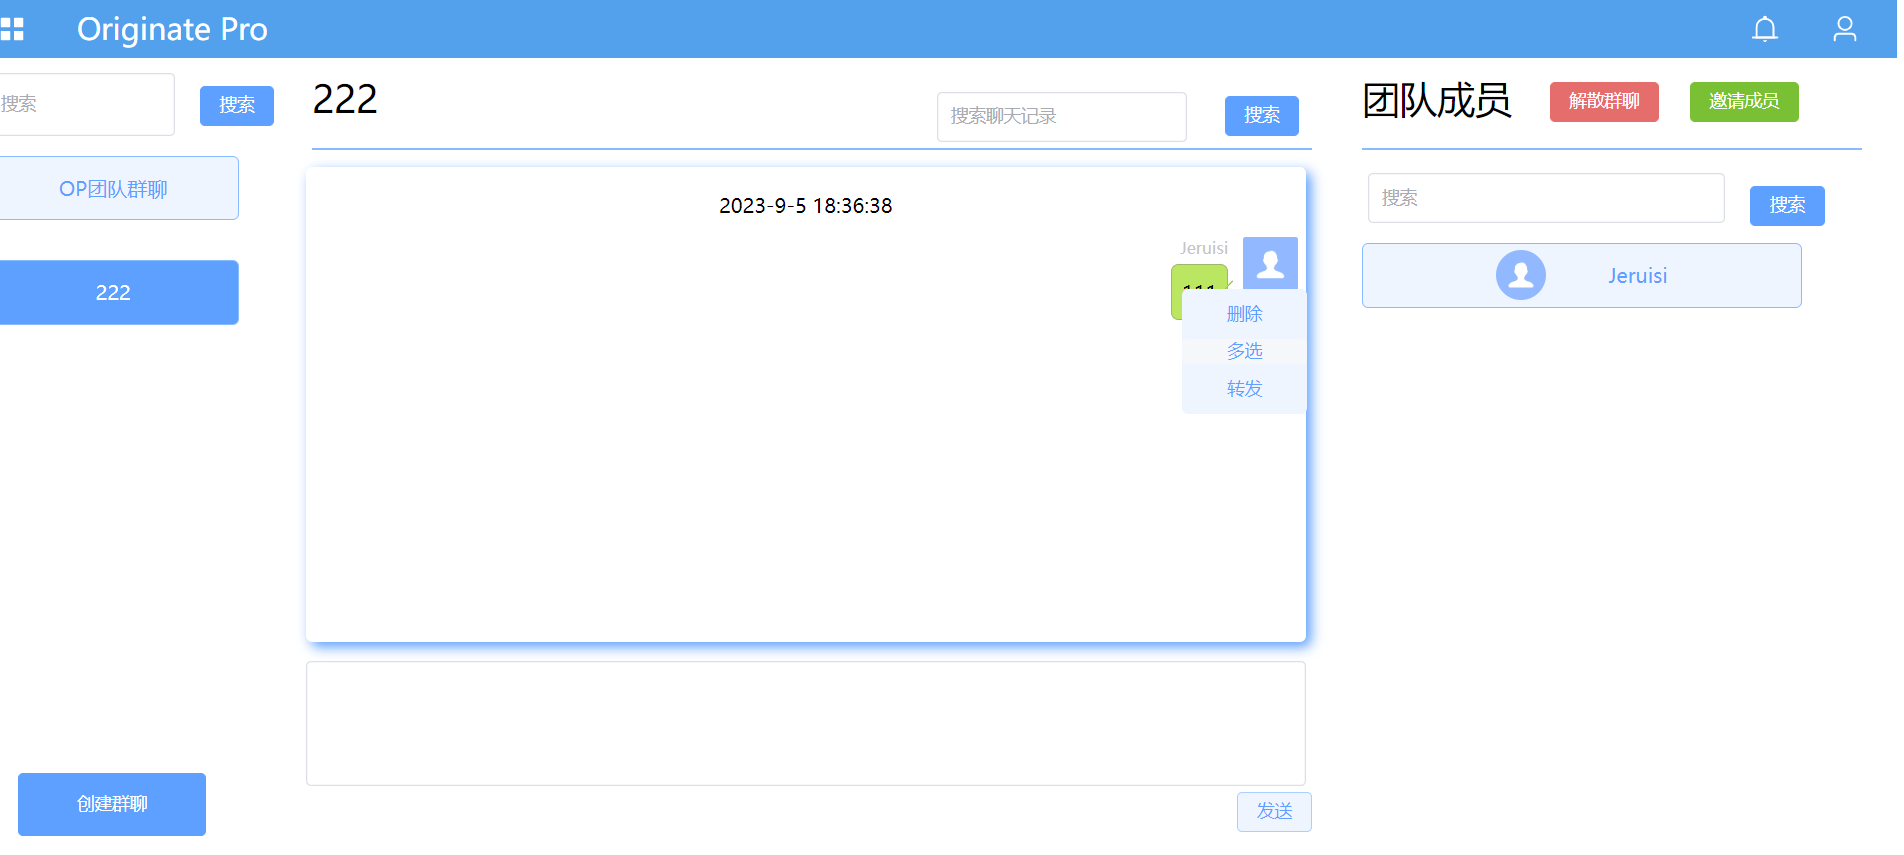 Originate Pro
搜索
搜索
OP团队群聊
222
创建群聊
222
搜索聊天记录
搜索
2023-9-5 18:36:38
Jeruisi
111
删除
多选
转发
发送
团队成员
解散群聊
邀请成员
搜索
搜索
Jeruisi